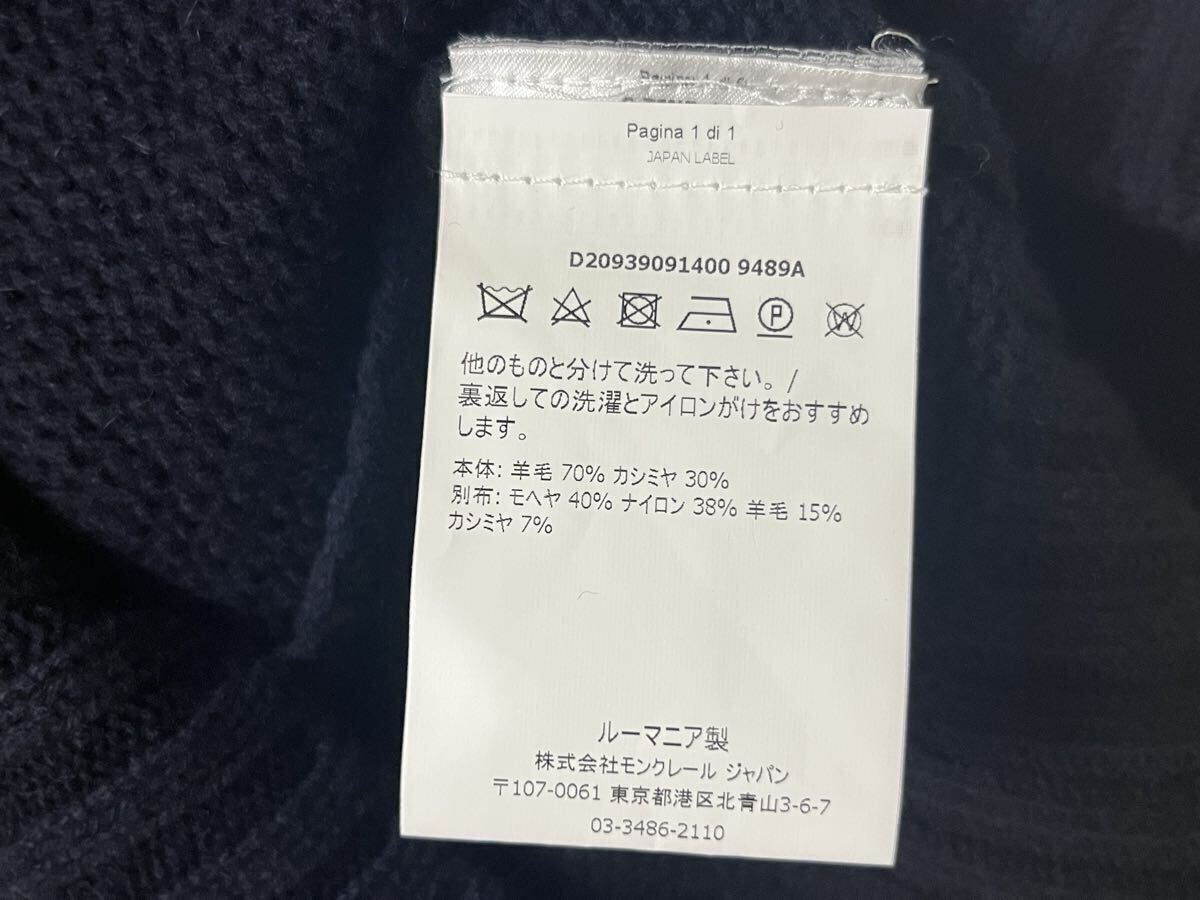 Pagina 1 di 1
JAPAN LABEL
D20939091400 9489A
P
W
他のものと分けて洗って下さい。/
裏返しての洗濯とアイロンがけをおすすめ
します。
本体: 羊毛 70% カシミヤ 30%
別布: モヘヤ 40% ナイロン 38% 羊毛 15%
カシミヤ 7%
ルーマニア製
株式会社モンクレール ジャパン
〒107-0061 東京都港区北青山3-6-7
03-3486-2110